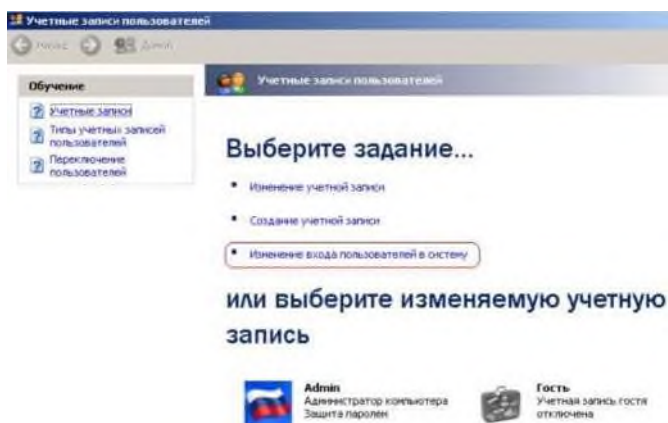 Учетные записи пользователей
Назад
Домой
Обучение
Учетные записи пользователей
Учетные записи
Типы учетных записей
пользователей
Переключение
пользователей
Выберите задание...
Изменение учетной записи
Создание учетной записи
Изменение входа пользователей в систему
или выберите изменяемую учетную
запись
Admin
Администратор компьютера
Защита паролем
Гость
Учетная запись гостя
отключена